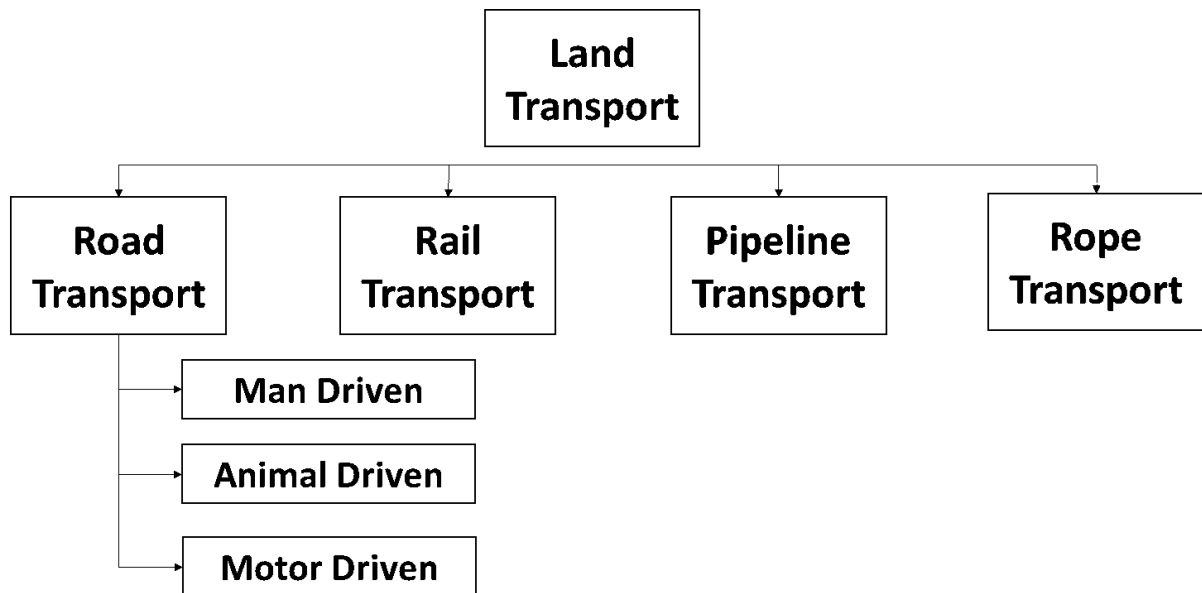 Land
Transport
Road
Transport
Rail
Transport
Pipeline
Transport
Rope
Transport
Man Driven
Animal Driven
Motor Driven